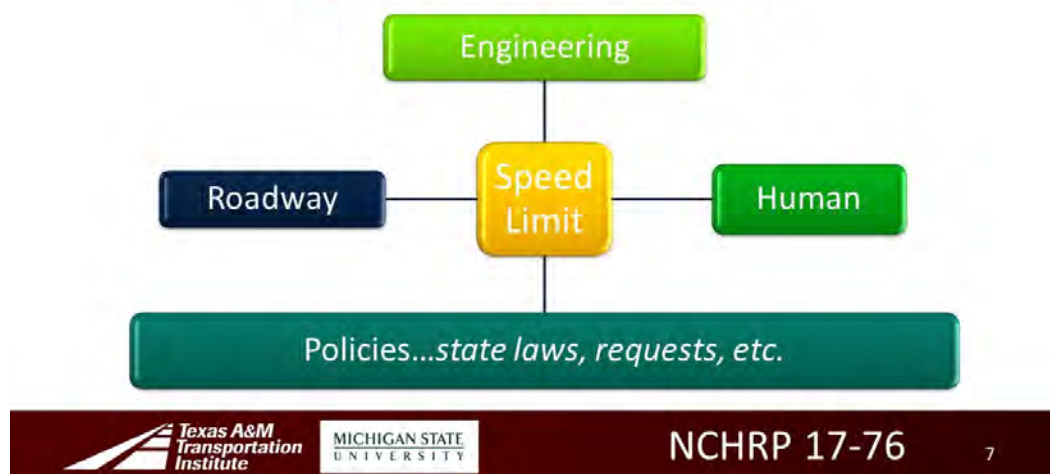 Engineering
Roadway
Speed
Limit
Human
Policies...state laws, requests, etc.
Texas A&M
Transportation
Institute
MICHIGAN STATE
UNIVERSITY
NCHRP 17-76
7